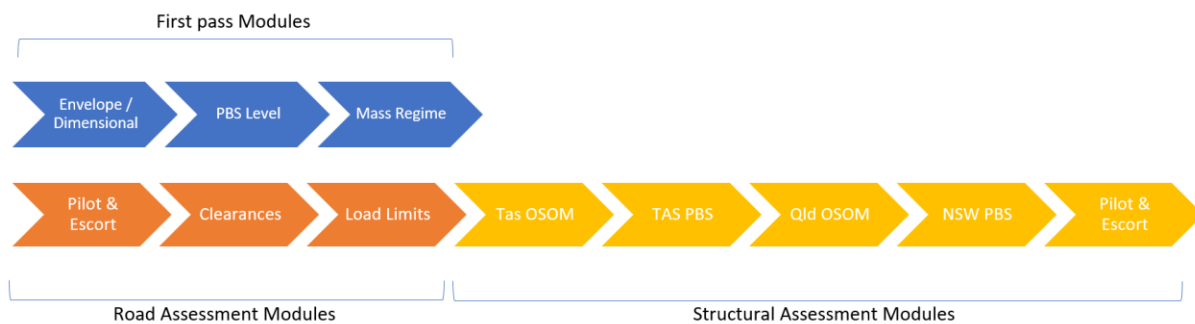 First pass Modules
Envelope /
Dimensional
PBS Level
Mass Regime
Pilot &
Escort
Clearances
Load Limits
Tas OSOM
TAS PBS
Qld OSOM
NSW PBS
Pilot &
Escort
Road Assessment Modules
Structural Assessment Modules